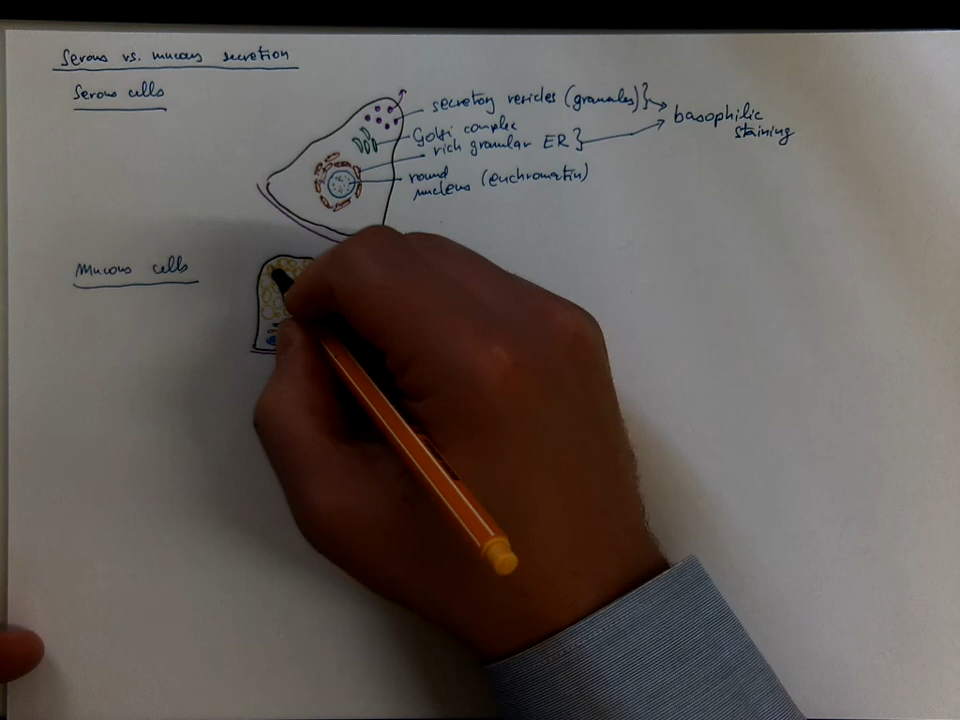 Serous vs. mucous secretion
Serous cells
secretory vesicles (granules)}
Golgi complex
rich granular ER }
basophilic
staining
round
nucleus (euchromatin)
Mucous cells